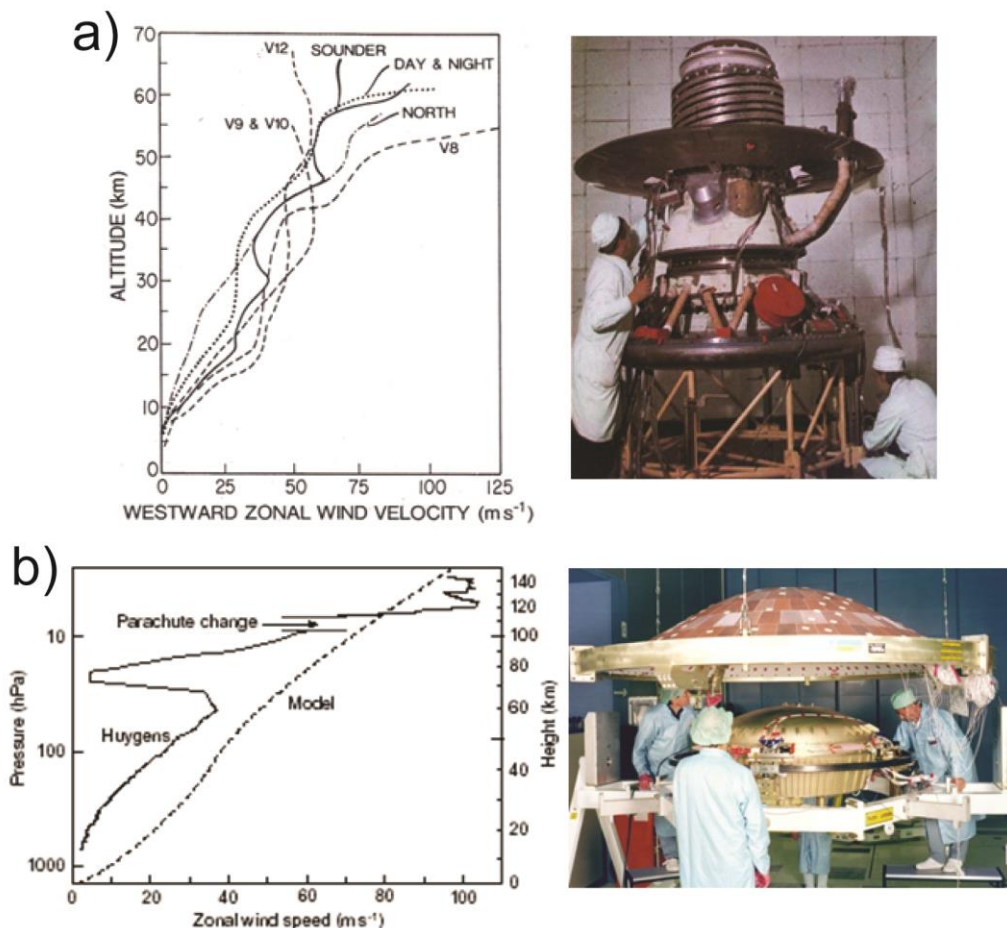 a)
70
60
50
40
30
20
10
0
ALTITUDE (km)
V12
SOUNDER
DAY & NIGHT
NORTH
V9 & V10
V8
0 25 50 75 100 125
WESTWARD ZONAL WIND VELOCITY (m s⁻¹)
b)
Pressure (hPa)
10
100
1000
Parachute change
Model
Huygens
140
120
100
80
60
40
20
0
Height (km)
0 20 40 60 80 100
Zonal wind speed (m s⁻¹)